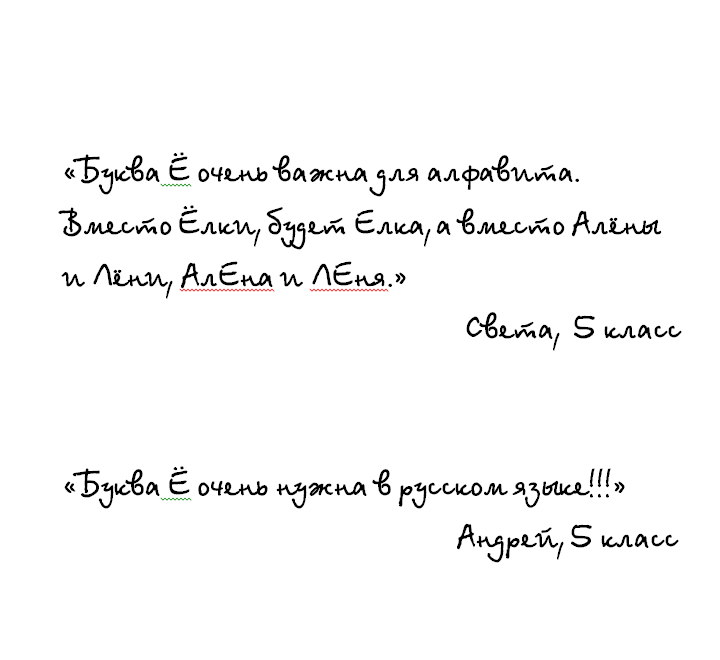 «Буква Ё очень важна для алфавита.
Вместо Ёлки, будет Елка, а вместо Алёны
и Лёни, АлЕна и ЛЕня.»
Света, 5 класс
«Буква Ё очень нужна в русском языке!!!»
Андрей, 5 класс